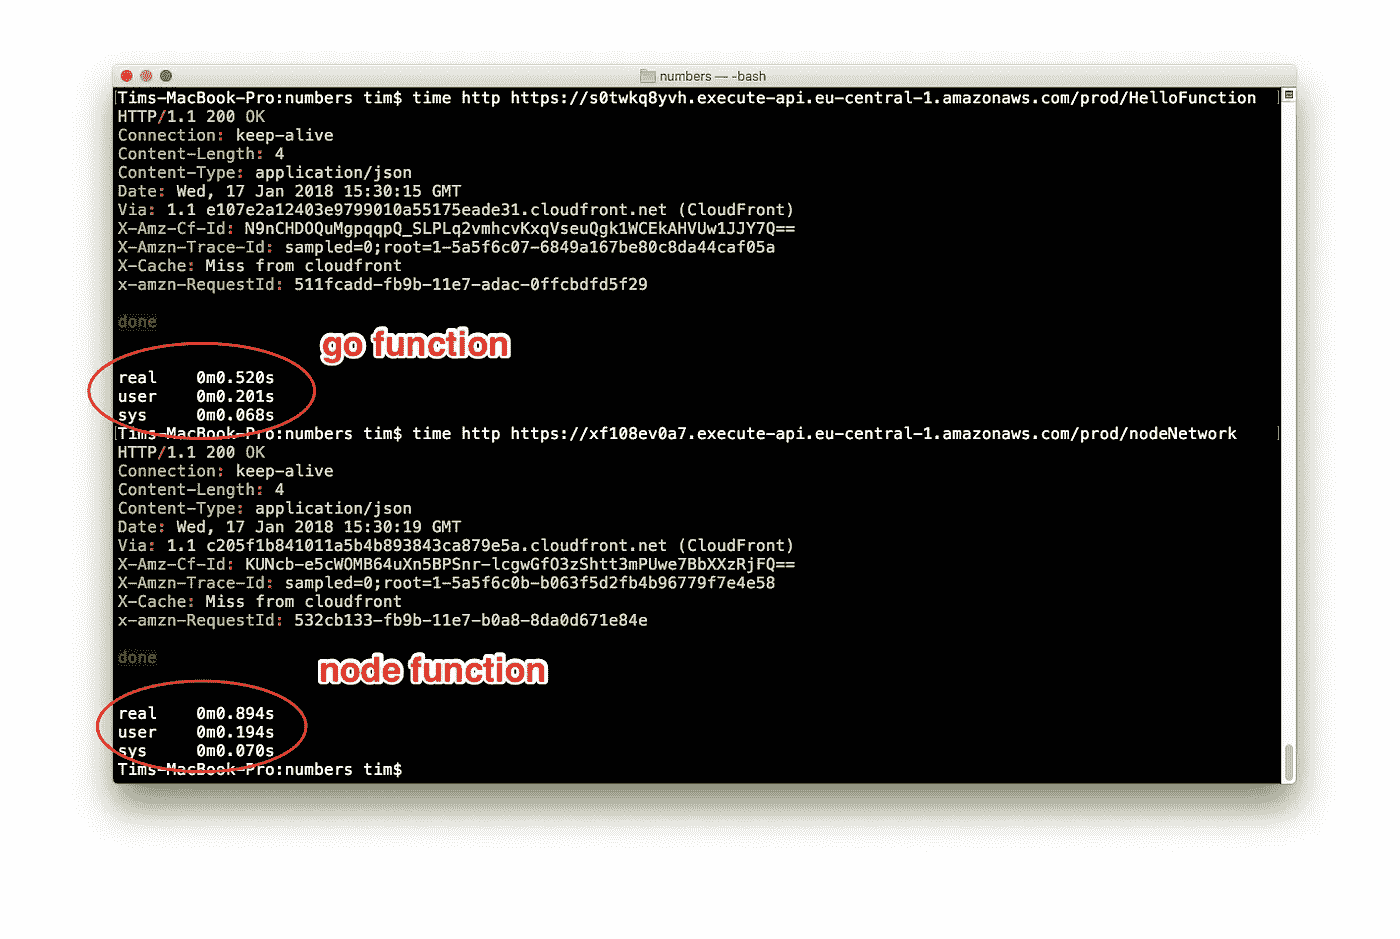 numbers — -bash
Tims-MacBook-Pro:numbers tim$ time http https://s0twkq8yvh.execute-api.eu-central-1.amazonaws.com/prod/HelloFunction
HTTP/1.1 200 OK
Connection: keep-alive
Content-Length: 4
Content-Type: application/json
Date: Wed, 17 Jan 2018 15:30:15 GMT
Via: 1.1 e107e2a12403e9799010a55175eade31.cloudfront.net (CloudFront)
X-Amz-Cf-Id: N9nCHDOQuMgpqqpQ_SLPLq2vmhcvKxqVseuQgk1WCEkAHVUw1JJY7Q==
X-Amzn-Trace-Id: sampled=0;root=1-5a5f6c07-6849a167be80c8da44caf05a
X-Cache: Miss from cloudfront
x-amzn-RequestId: 511fcadd-fb9b-11e7-adac-0ffcbdfd5f29
done
go function
real 0m0.520s
user 0m0.201s
sys 0m0.068s
Tims-MacBook-Pro:numbers tim$ time http https://xf108ev0a7.execute-api.eu-central-1.amazonaws.com/prod/nodeNetwork
HTTP/1.1 200 OK
Connection: keep-alive
Content-Length: 4
Content-Type: application/json
Date: Wed, 17 Jan 2018 15:30:19 GMT
Via: 1.1 c205f1b841011a5b4b893843ca879e5a.cloudfront.net (CloudFront)
X-Amz-Cf-Id: KUNcb-e5cWOMB64uXn5BPSnr-lcgwGfO3zShtt3mPUwe7BbXXzRjFQ==
X-Amzn-Trace-Id: sampled=0;root=1-5a5f6c0b-b063f5d2fb4b96779f7e4e58
X-Cache: Miss from cloudfront
x-amzn-RequestId: 532cb133-fb9b-11e7-b0a8-8da0d671e84e
done
node function
real 0m0.894s
user 0m0.194s
sys 0m0.070s
Tims-MacBook-Pro:numbers tim$